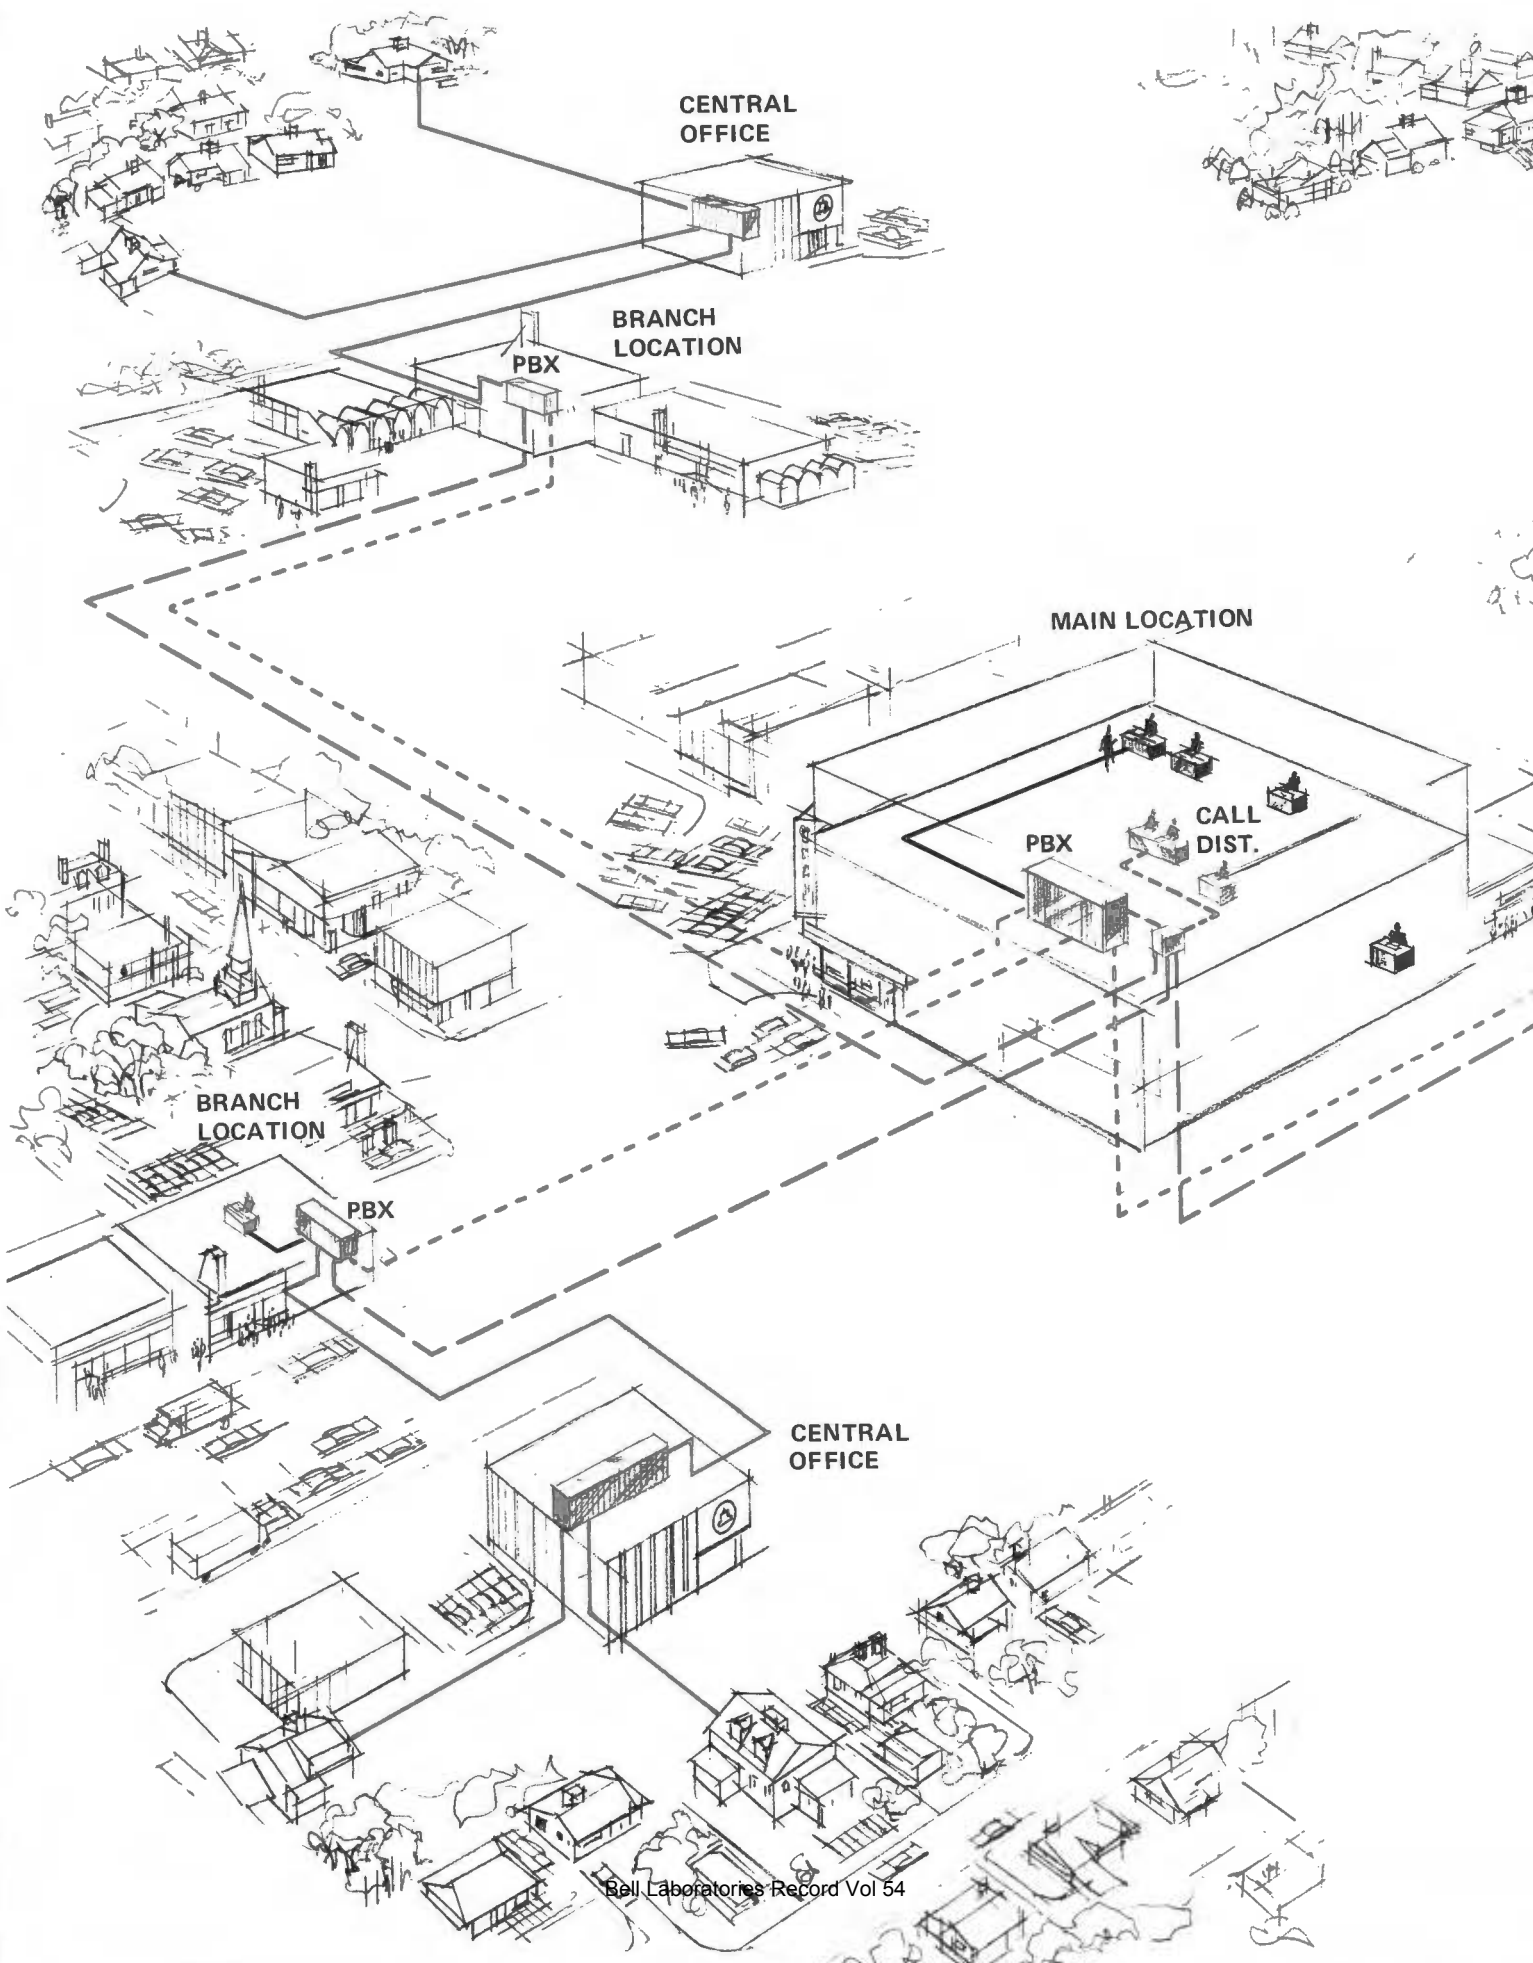 CENTRAL
OFFICE
BRANCH
LOCATION
PBX
MAIN LOCATION
CALL
DIST.
PBX
BRANCH
LOCATION
PBX
CENTRAL
OFFICE
Bell Laboratories Record Vol 54